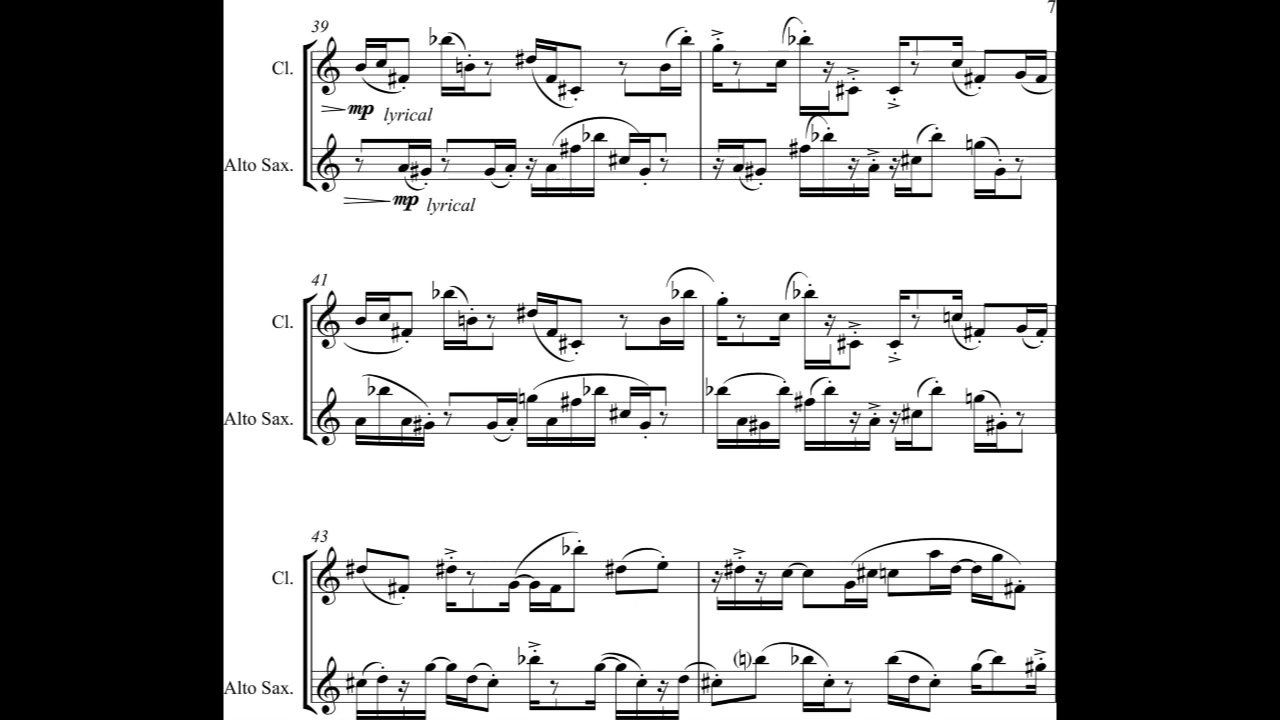 7
39
Cl.
mp lyrical
Alto Sax.
mp lyrical
41
Cl.
Alto Sax.
43
Cl.
Alto Sax.